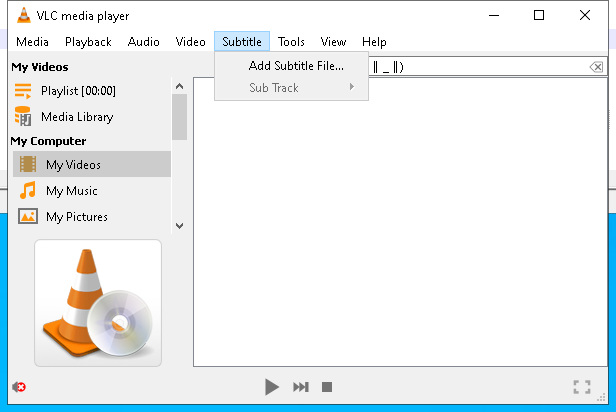 VLC media player
Media Playback Audio Video Subtitle Tools View Help
My Videos
Playlist [00:00]
Media Library
My Computer
My Videos
My Music
My Pictures
Add Subtitle File...
Sub Track
‖ _ ‖)